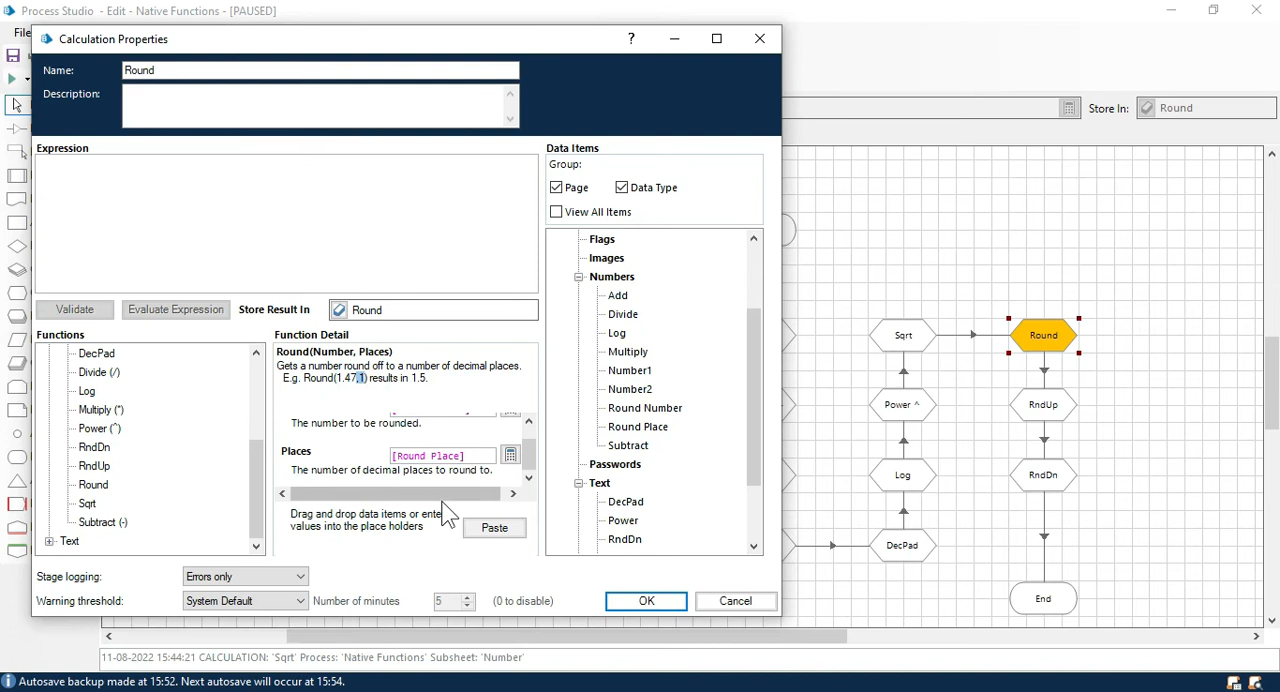 Process Studio - Edit - Native Functions - [PAUSED]
File
Calculation Properties
?
Name:
Round
Description:
Expression
Data Items
Group:
Page
Data Type
View All Items
Store In:
Round
Flags
Images
Numbers
Add
Divide
Log
Multiply
Number1
Number2
Round Number
Round Place
Subtract
Passwords
Text
DecPad
Power
RndDn
Validate
Evaluate Expression
Store Result In
Round
Functions
DecPad
Divide (/)
Log
Multiply (*)
Power (^)
RndDn
RndUp
Round
Sqrt
Subtract (-)
Text
Function Detail
Round(Number, Places)
Gets a number round off to a number of decimal places.
E.g. Round(1.47,1) results in 1.5.
The number to be rounded.
Places
[Round Place]
The number of decimal places to round to.
Drag and drop data items or ente
values into the place holders
Paste
Stage logging:
Errors only
Warning threshold:
System Default
Number of minutes
5
(0 to disable)
OK
Cancel
Sqrt
Round
Power ^
RndUp
Log
RndDn
DecPad
End
11-08-2022 15:44:21 CALCULATION: 'Sqrt' Process: 'Native Functions' Subsheet: 'Number'
Autosave backup made at 15:52. Next autosave will occur at 15:54.